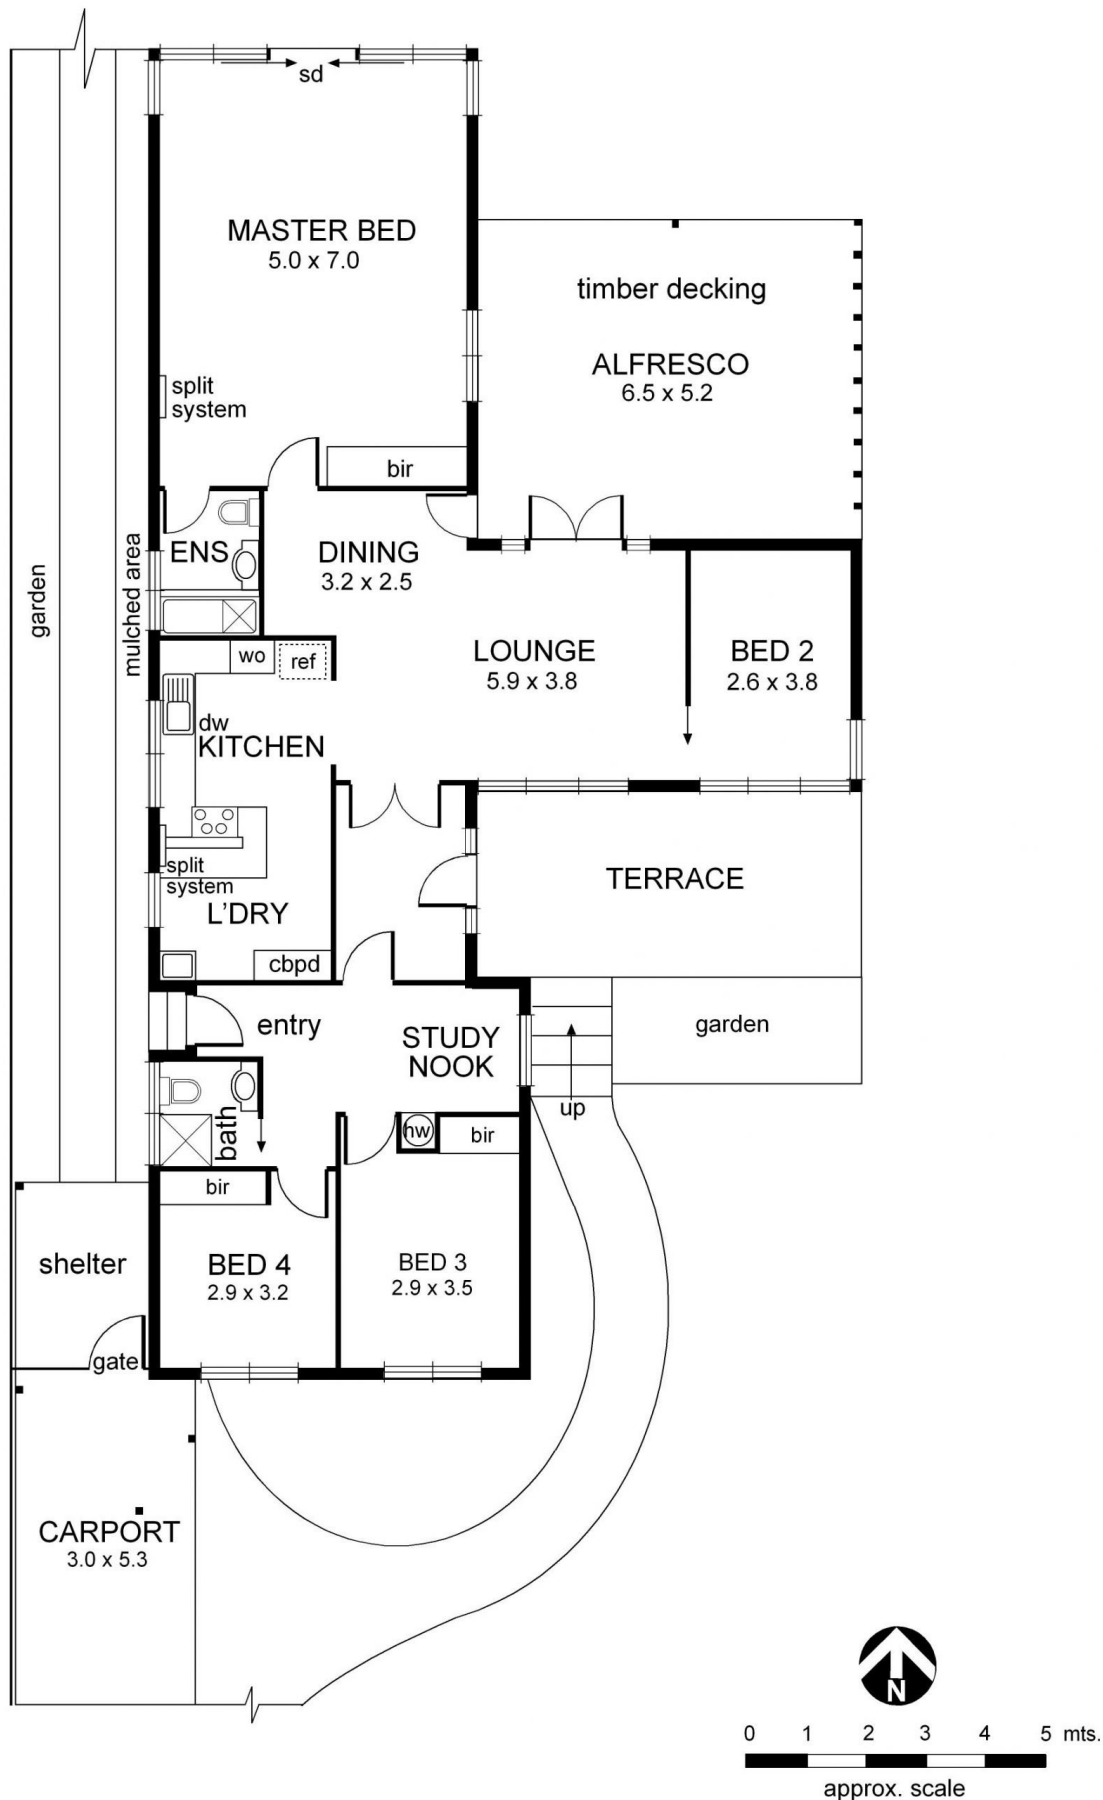 sd
MASTER BED
5.0 x 7.0
timber decking
ALFRESCO
6.5 x 5.2
split
system
bir
ENS
DINING
3.2 x 2.5
garden
mulched area
wo
ref
LOUNGE
5.9 x 3.8
BED 2
2.6 x 3.8
dw
KITCHEN
split
system
L'DRY
cbpd
TERRACE
entry
STUDY
NOOK
garden
up
bath
hw
bir
bir
shelter
BED 4
2.9 x 3.2
BED 3
2.9 x 3.5
gate
CARPORT
3.0 x 5.3
N
0 1 2 3 4 5 mts.
approx. scale